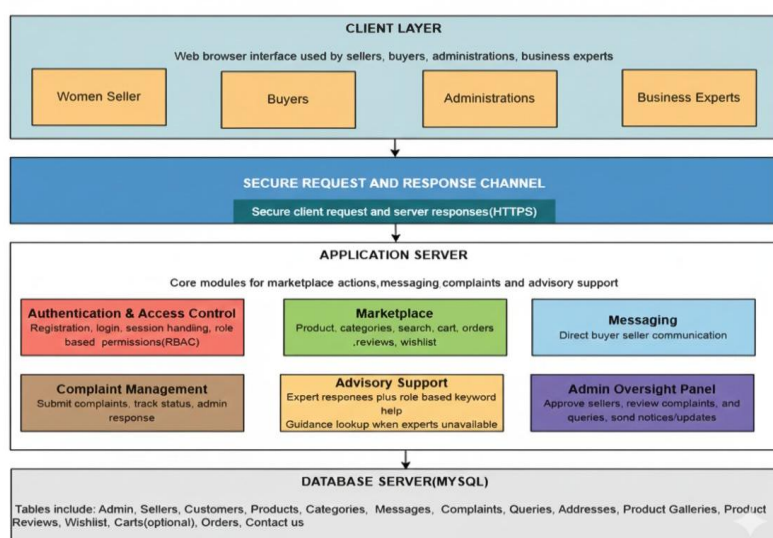 CLIENT LAYER
Web browser interface used by sellers, buyers, administrations, business experts
Women Seller
Buyers
Administrations
Business Experts
SECURE REQUEST AND RESPONSE CHANNEL
Secure client request and server responses(HTTPS)
APPLICATION SERVER
Core modules for marketplace actions,messaging,complaints and advisory support
Authentication & Access Control
Registration, login, session handling, role
based permissions(RBAC)
Marketplace
Product, categories, search, cart, orders
,reviews, wishlist
Messaging
Direct buyer seller communication
Complaint Management
Submit complaints, track status, admin
response
Advisory Support
Expert responees plus role based keyword
help
Guidance lookup wken experts unavailable
Admin Oversight Panel
Approve sellers, review complaints, and
queries, sond notices/updates
DATABASE SERVER(MYSQL)
Tables include: Admin, Sellers, Customers, Products, Categories, Messages, Complaints, Queries, Addresses, Product Galleries, Product
Reviews, Wishlist, Carts(optional), Orders, Contact us